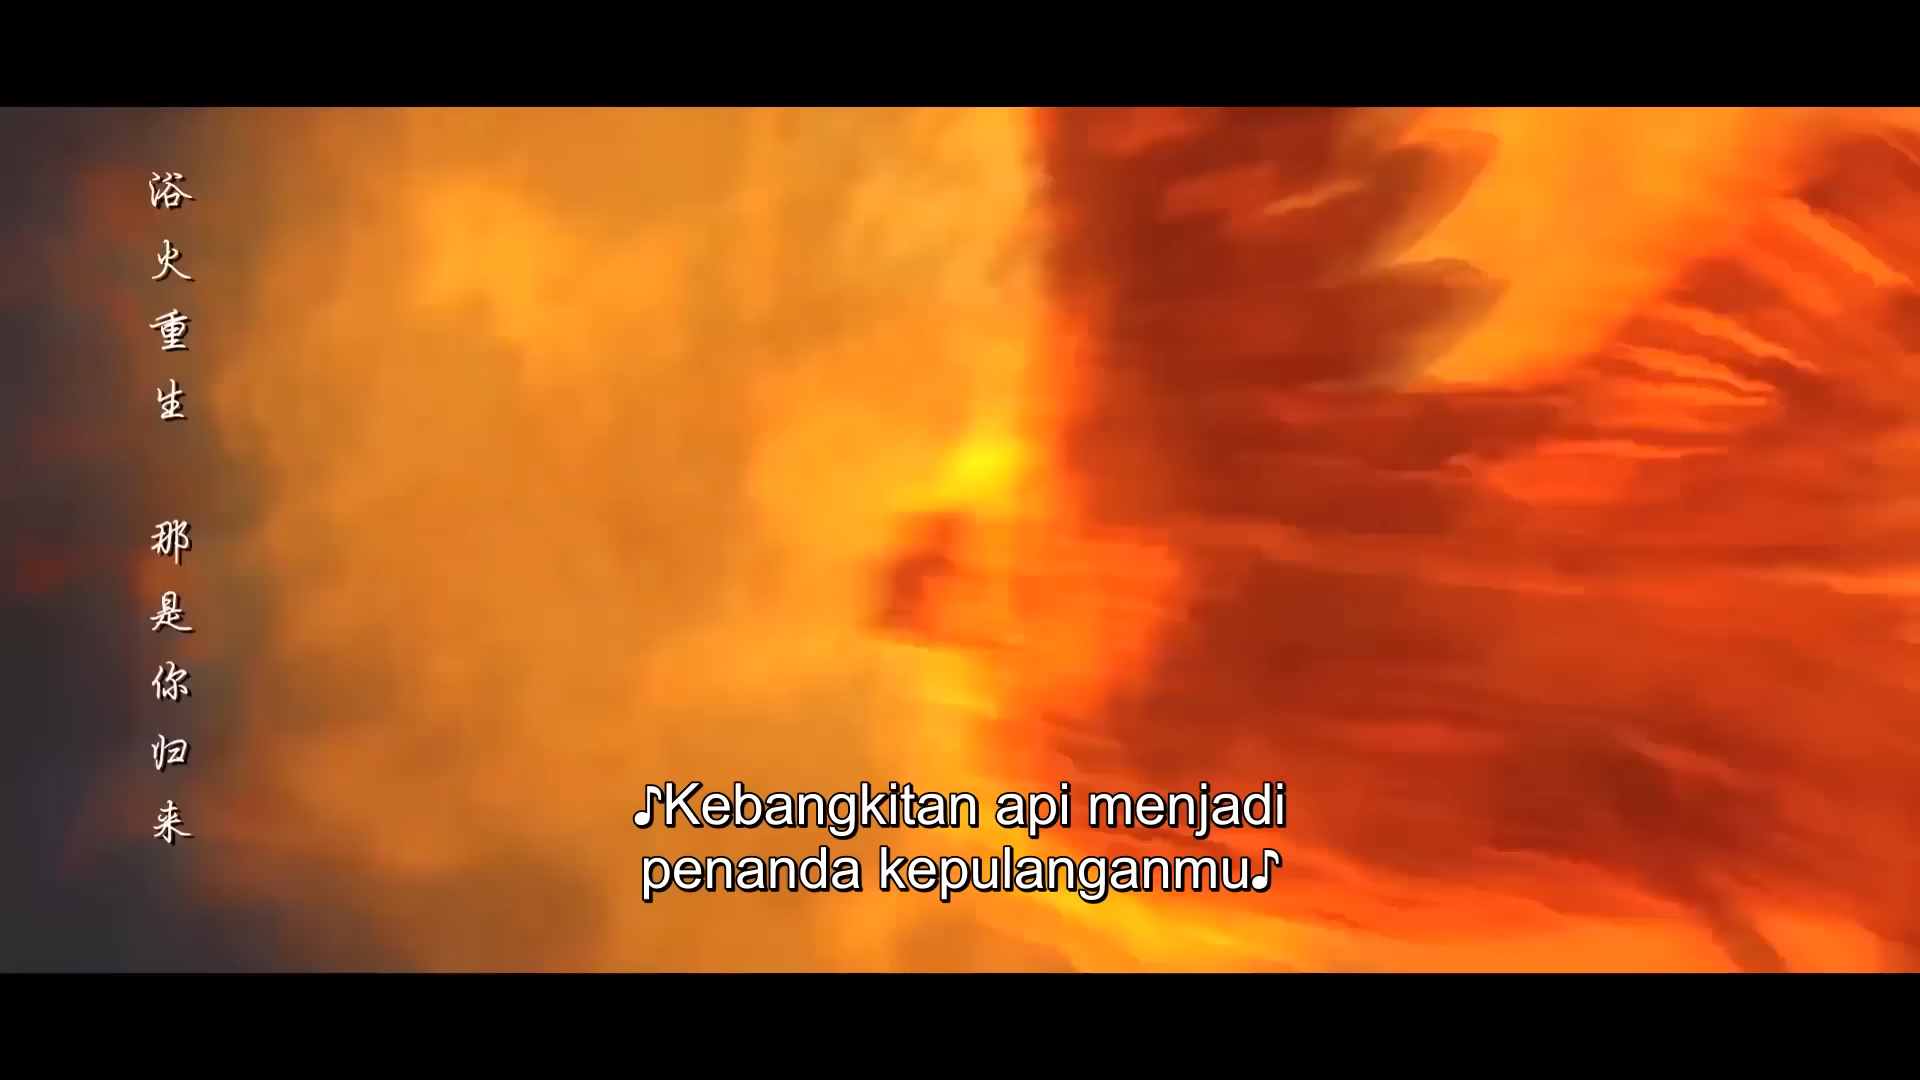 浴火重生 那是你归来
♪Kebangkitan api menjadi
penanda kepulanganmu♪